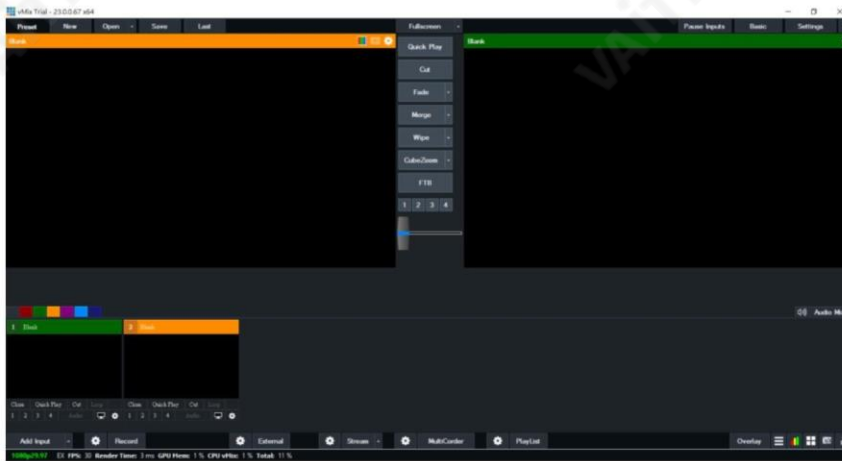 vMix Trial - 23.0.0.67 x64
Preset New Open Save Last Fullscreen Pause Inputs Basic Settings
Blank Blank
Quick Play
Cut
Fade
Merge
Wipe
CubeZoom
FTB
1 2 3 4
Audio Mi
1 Blank 2 Blank
Close Quick Play Cut Loop Close Quick Play Cut Loop
1 2 3 4 Audio 1 2 3 4 Audio
Add Input Record External Stream MultiCorder PlayList Overlay
1080p29.97 EX FPS: 30 Render Time: 3 ms GPU Mem: 1 % CPU vMix: 1 % Total: 11 %